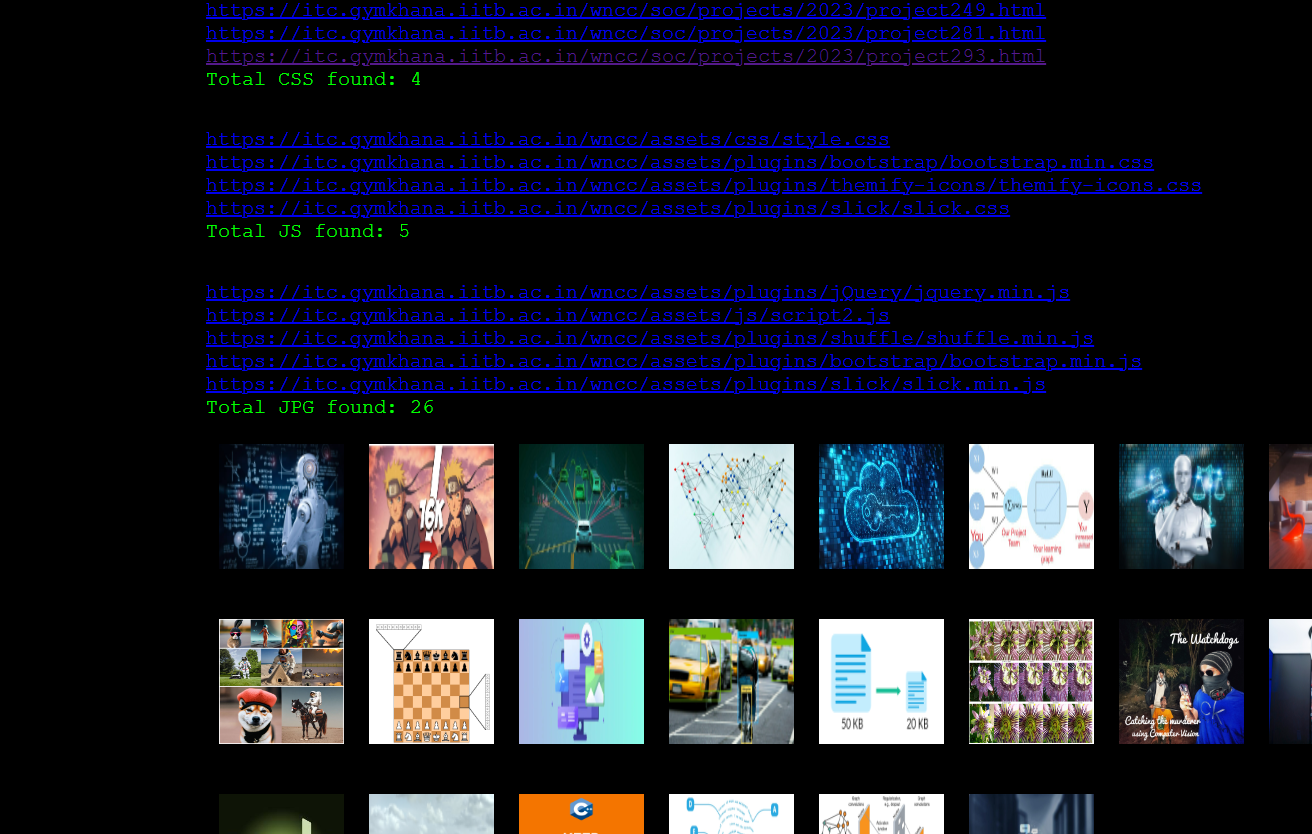 https://itc.gymkhana.iitb.ac.in/wncc/soc/projects/2023/project249.html
https://itc.gymkhana.iitb.ac.in/wncc/soc/projects/2023/project281.html
https://itc.gymkhana.iitb.ac.in/wncc/soc/projects/2023/project293.html
Total CSS found: 4
https://itc.gymkhana.iitb.ac.in/wncc/assets/css/style.css
https://itc.gymkhana.iitb.ac.in/wncc/assets/plugins/bootstrap/bootstrap.min.css
https://itc.gymkhana.iitb.ac.in/wncc/assets/plugins/themify-icons/themify-icons.css
https://itc.gymkhana.iitb.ac.in/wncc/assets/plugins/slick/slick.css
Total JS found: 5
https://itc.gymkhana.iitb.ac.in/wncc/assets/plugins/jQuery/jquery.min.js
https://itc.gymkhana.iitb.ac.in/wncc/assets/js/script2.js
https://itc.gymkhana.iitb.ac.in/wncc/assets/plugins/shuffle/shuffle.min.js
https://itc.gymkhana.iitb.ac.in/wncc/assets/plugins/bootstrap/bootstrap.min.js
https://itc.gymkhana.iitb.ac.in/wncc/assets/plugins/slick/slick.min.js
Total JPG found: 26
16K
W1
W2
W3
ReLU
Y
You
Our Project
Team
Your learning
graph
Your
increased
skillset
50 KB
20 KB
The Watchdogs
Catching the murderer
using Computer Vision
C++
D
A